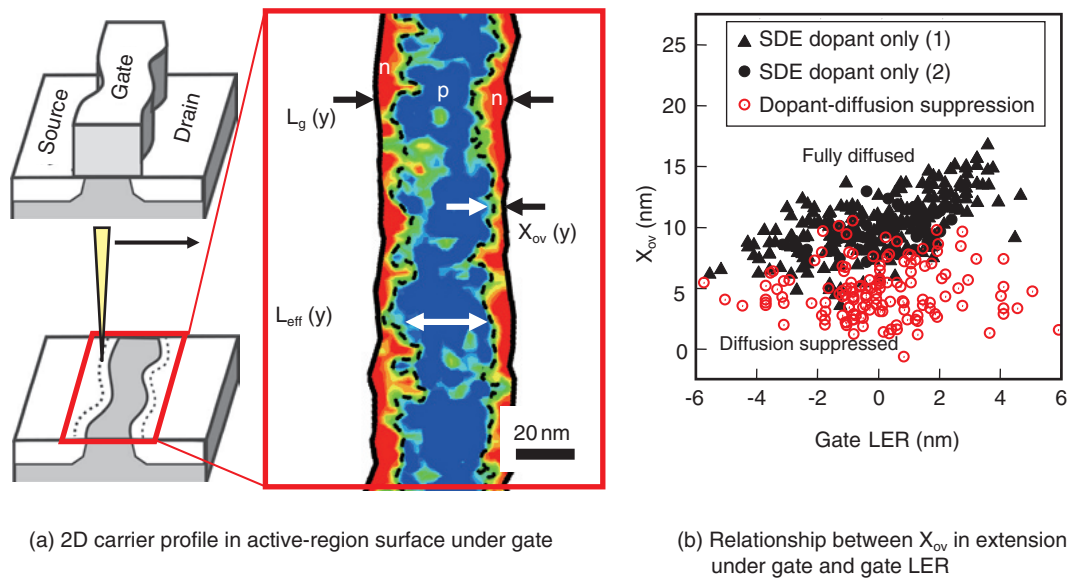 (a)
Source
Gate
Drain
n
p
n
L_g (y)
X_ov (y)
L_eff (y)
20 nm
(a) 2D carrier profile in active-region surface under gate
(b)
SDE dopant only (1)
SDE dopant only (2)
Dopant-diffusion suppression
Fully diffused
Diffusion suppressed
X_ov (nm)
25
20
15
10
5
0
-6
-4
-2
0
2
4
6
Gate LER (nm)
(b) Relationship between X_ov in extension
under gate and gate LER